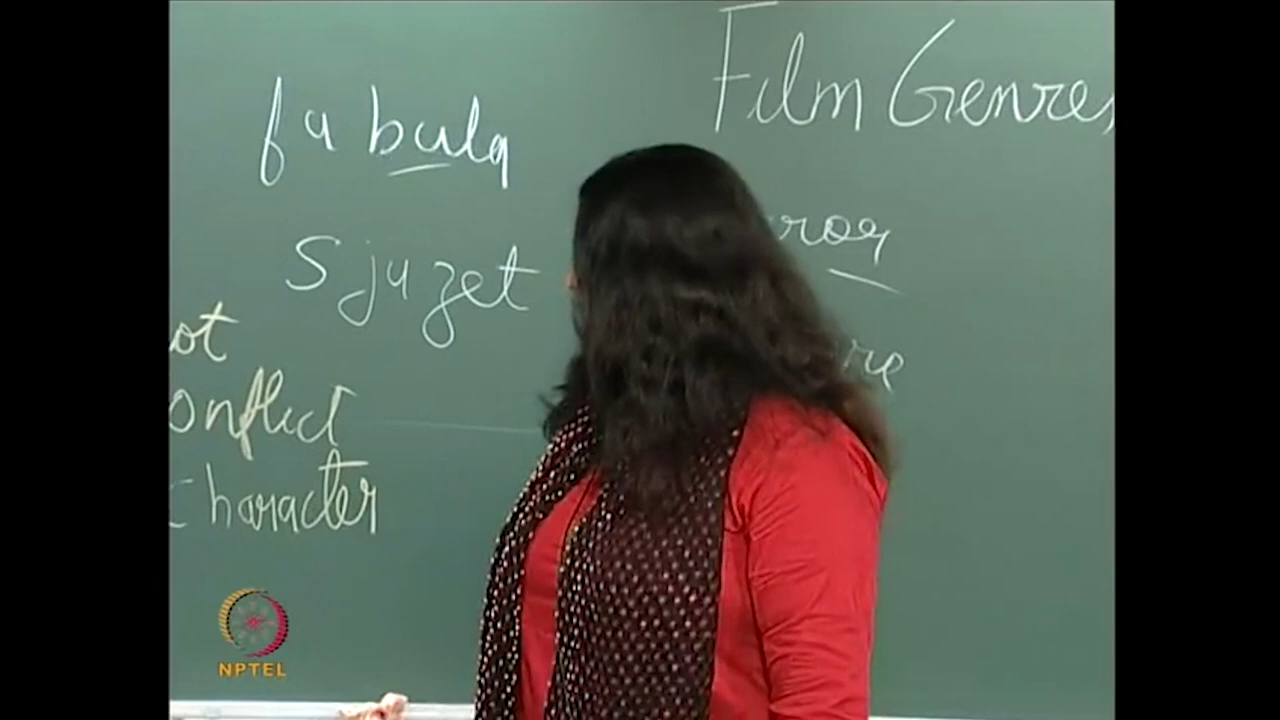 Film Genres
fabula
Sjuzet
ot
onflict
character
NPTEL